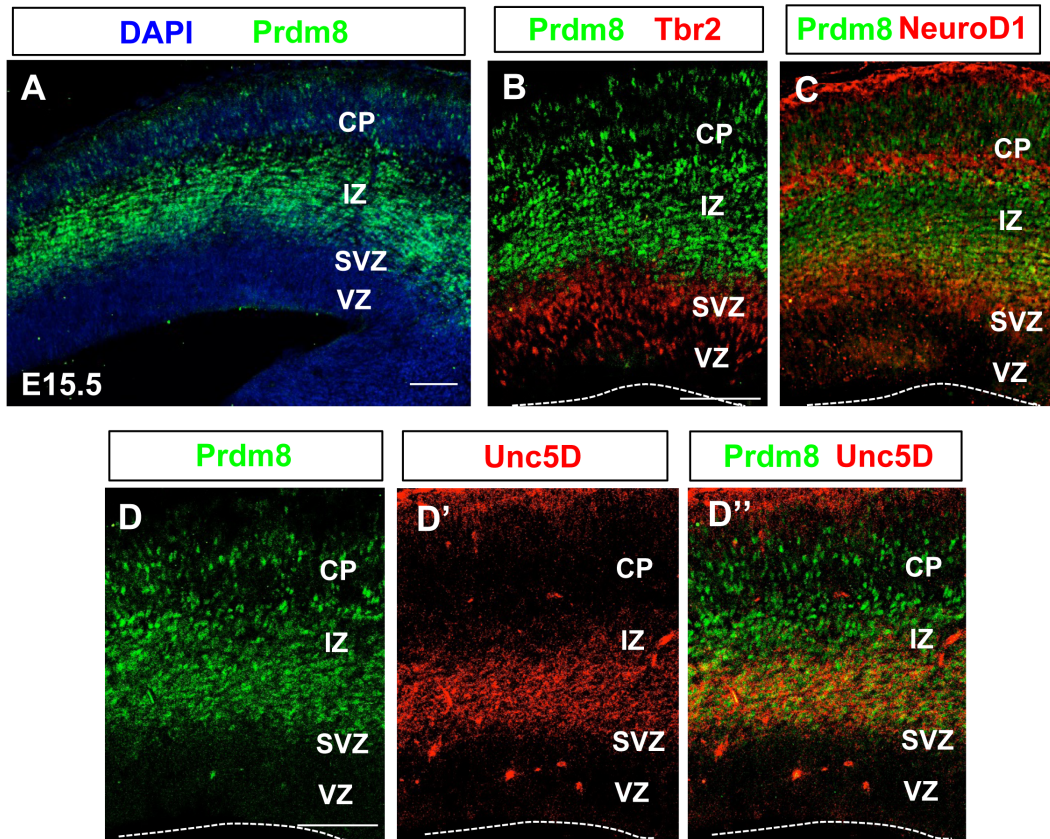 DAPI Prdm8
Prdm8 Tbr2
Prdm8 NeuroD1
A
CP
IZ
SVZ
VZ
E15.5
B
CP
IZ
SVZ
VZ
C
CP
IZ
SVZ
VZ
Prdm8
Unc5D
Prdm8 Unc5D
D
CP
IZ
SVZ
VZ
D’
CP
IZ
SVZ
VZ
D’’
CP
IZ
SVZ
VZ